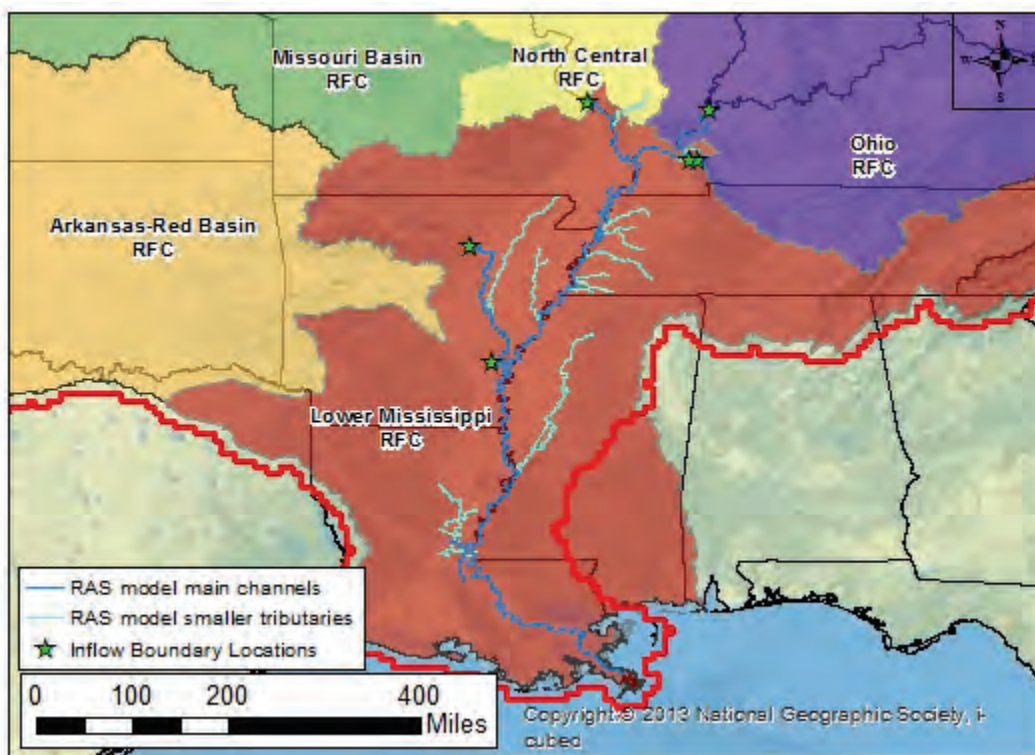 Missouri Basin
RFC
North Central
RFC
N
W
E
S
Ohio
RFC
Arkansas-Red Basin
RFC
Lower Mississippi
RFC
RAS model main channels
RAS model smaller tributaries
Inflow Boundary Locations
0 100 200 400
Miles
Copyright:© 2013 National Geographic Society, i-
cubed